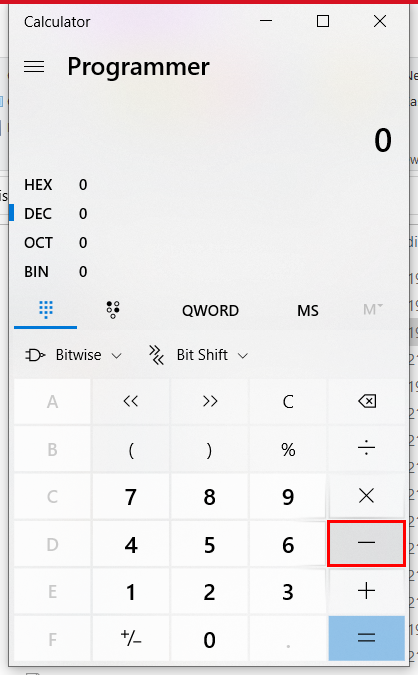 Calculator
Programmer
0
HEX 0
DEC 0
OCT 0
BIN 0
QWORD MS M
Bitwise Bit Shift
A << >> C
B ( ) % ÷
C 7 8 9 ×
D 4 5 6 −
E 1 2 3 +
F +/− 0 . =